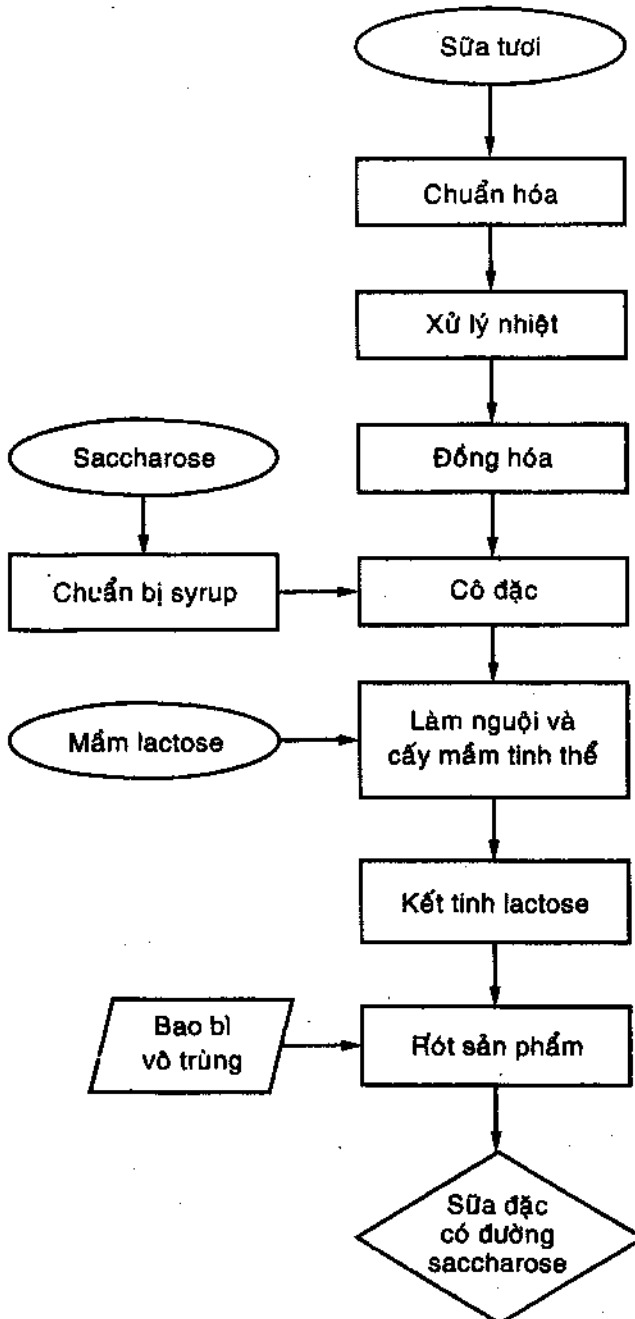 Sữa tươi
Chuẩn hóa
Xử lý nhiệt
Đồng hóa
Saccharose
Chuẩn bị syrup
Cô đặc
Mầm lactose
Làm nguội và
cấy mầm tinh thể
Kết tinh lactose
Bao bì
vô trùng
Rót sản phẩm
Sữa đặc
có đường
saccharose